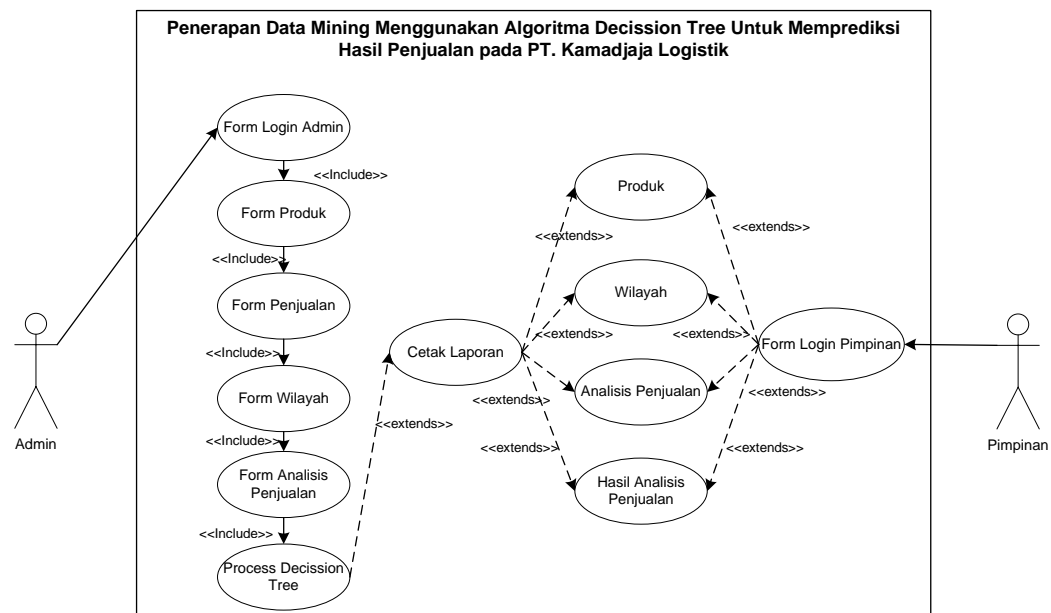 Penerapan Data Mining Menggunakan Algoritma Decission Tree Untuk Memprediksi
Hasil Penjualan pada PT. Kamadjaja Logistik
Form Login Admin
<<Include>>
Form Produk
<<Include>>
Form Penjualan
<<Include>>
Form Wilayah
<<Include>>
Form Analisis
Penjualan
<<Include>>
Process Decission
Tree
<<extends>>
Cetak Laporan
<<extends>>
<<extends>>
<<extends>>
<<extends>>
Produk
Wilayah
Analisis Penjualan
Hasil Analisis
Penjualan
<<extends>>
<<extends>>
<<extends>>
<<extends>>
Form Login Pimpinan
Admin
Pimpinan